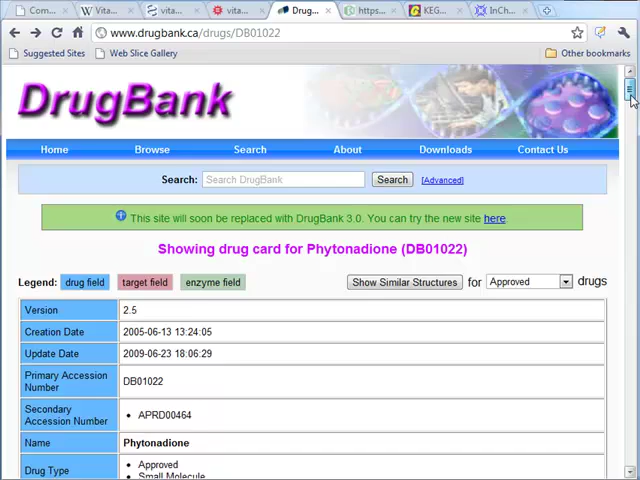 Com...
Wika
vita
vita
Drug...
https
KEG
InCh
www.drugbank.ca/drugs/DB01022
Suggested Sites
Web Slice Gallery
Other bookmarks
DrugBank
Home
Browse
Search
About
Downloads
Contact Us
Search: Search DrugBank Search [Advanced]
This site will soon be replaced with DrugBank 3.0. You can try the new site here.
Showing drug card for Phytonadione (DB01022)
Legend: drug field target field enzyme field Show Similar Structures for Approved drugs
Version 2.5
Creation Date 2005-06-13 13:24:05
Update Date 2009-06-23 18:06:29
Primary Accession
Number
DB01022
Secondary
Accession Number
• APRD00464
Name Phytonadione
Drug Type
• Approved
• Small Molecule